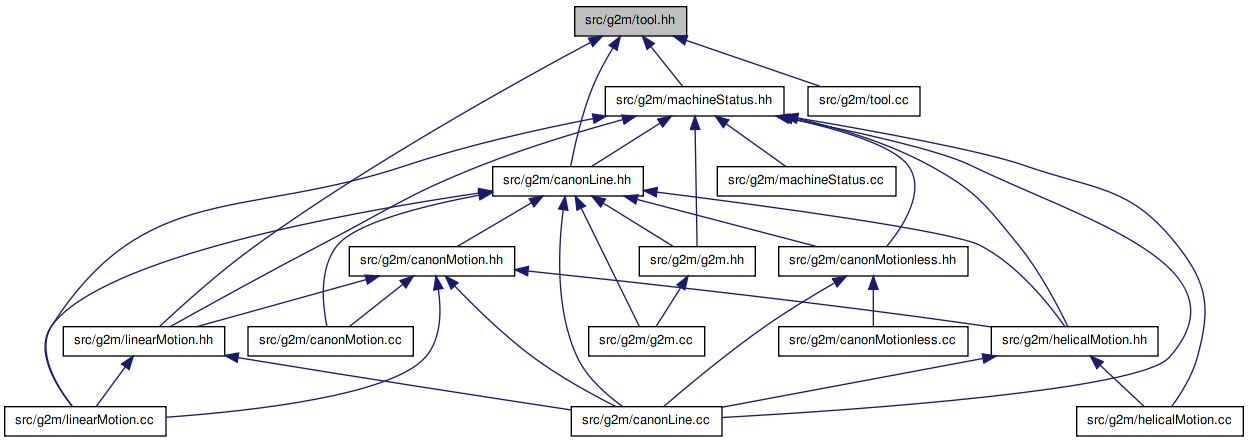 src/g2m/tool.hh
src/g2m/machineStatus.hh
src/g2m/tool.cc
src/g2m/canonLine.hh
src/g2m/machineStatus.cc
src/g2m/canonMotion.hh
src/g2m/g2m.hh
src/g2m/canonMotionless.hh
src/g2m/linearMotion.hh
src/g2m/canonMotion.cc
src/g2m/g2m.cc
src/g2m/canonMotionless.cc
src/g2m/helicalMotion.hh
src/g2m/linearMotion.cc
src/g2m/canonLine.cc
src/g2m/helicalMotion.cc